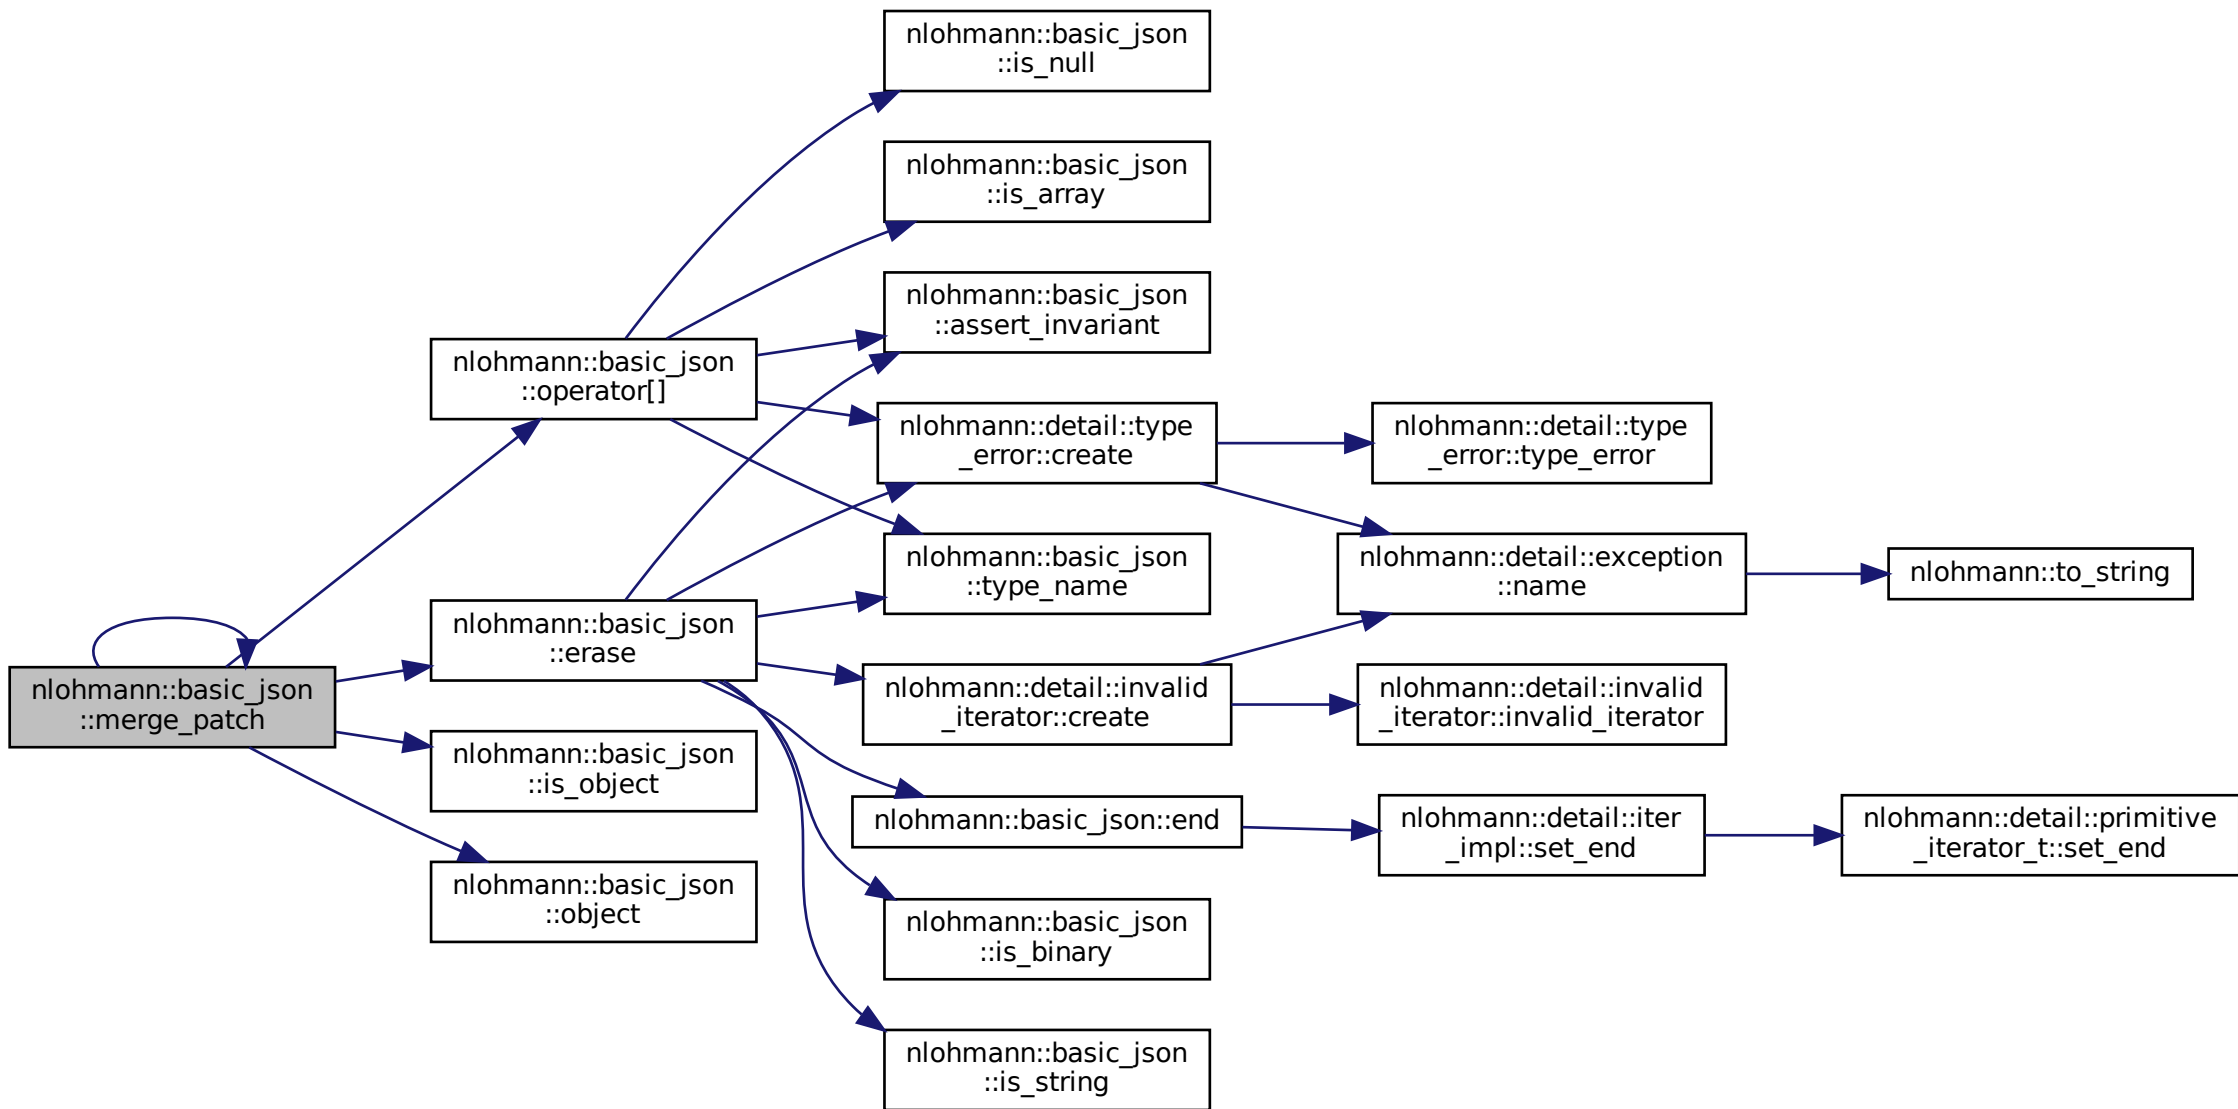 nlohmann::basic_json
::merge_patch
nlohmann::basic_json
::operator[]
nlohmann::basic_json
::erase
nlohmann::basic_json
::is_object
nlohmann::basic_json
::object
nlohmann::basic_json
::is_null
nlohmann::basic_json
::is_array
nlohmann::basic_json
::assert_invariant
nlohmann::detail::type
_error::create
nlohmann::basic_json
::type_name
nlohmann::detail::invalid
_iterator::create
nlohmann::basic_json::end
nlohmann::basic_json
::is_binary
nlohmann::basic_json
::is_string
nlohmann::detail::type
_error::type_error
nlohmann::detail::exception
::name
nlohmann::detail::invalid
_iterator::invalid_iterator
nlohmann::detail::iter
_impl::set_end
nlohmann::to_string
nlohmann::detail::primitive
_iterator_t::set_end